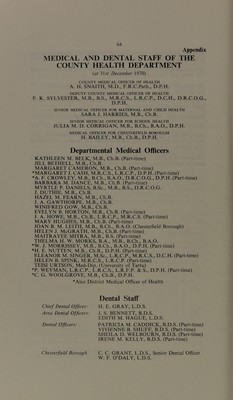 64
Appendix
MEDICAL AND DENTAL STAFF OF THE
COUNTY HEALTH DEPARTMENT
(at 31st December 1970)
COUNTY MEDICAL OFFICER OF HEALTH
A. H. SNAITH, M.D., F.R.C.Path., D.P.H.
DEPUTY COUNTY MEDICAL OFFICER OF HEALTH
P. K. SYLVESTER, M.B., B.S., M.R.C.S., L.R.C.P., D.C.H., D.R.C.O.G.,
D.P.H.
SENIOR MEDICAL OFFICER FOR MATERNAL AND CHILD HEALTH
SARA J. HARRIES, M.B., Ch.B.
SENIOR MEDICAL OFFICER FOR SCHOOL HEALTH
JULIA M. D. CORRIGAN, M.B., B.Ch., B.A.O., D.P.H.
MEDICAL OFFICER FOR CHESTERFIELD BOROUGH
H. BAILEY, M.B., Ch.B., D.P.H.
Departmental Medical Officers
KATHLEEN M. BELK, M.B., Ch.B. (Part-time)
JILL BETHELL, M.B., Ch.B.
MARGARET CAMERON, M.B., Ch.B. (Part-time)
*MARGARET J. CAHI, M.R.C.S., L.R.C.P., D.P.H. (Part-time)
*A. F. CROWLEY, M.B., B.Ch., B.A.O., D.R.C.O.G., D.P.H. (Part-time)
BARBARA M. DANCE, M.B., Ch.B. (Part-time)
MYRTLE F. DANIELS, B.Sc., M.B., B.S., D.R.C.O.G.
J. DUTHIE, M.B., Ch.B.
HAZEL M. FEARN, M.B., Ch.B.
J. A. GAWTHORPE, M.B., Ch.B.
WINIFRED GOW, M.B., Ch.B.
EVELYN B. HORTON, M.B., Ch.B. (Part-time)
J. A. HOWE, M.B., Ch.B., L.R.C.P., M.R.C.S. (Part-time)
MARY HUGHES, M.B., Ch.B. (Part-time)
JOAN B. M. LEITH, M.B., B.Ch., B.A.O. (Chesterfield Borough)
HELEN J. McGRATH, M.B., Ch.B. (Part-time)
MAITRAYEE MITRA, M.B., B.S. (Part-time)
THELMA H. W. MORKS, B.A., M.B., B.Ch., B.A.O.
*W. J. MORRISSEY, M.B., B.Ch., B.A.O., D.P.H. (Part-time)
*H. E. NUTTEN, M.B., Ch.B., D.P.H. (Part-time)
ELEANOR M. SINGER, M.Sc., L.R.C.P., M.R.C.S., D.C.H. (Part-time)
HELEN B. SPINK, M.R.C.S., L.R.C.P. (Part-time)
TEISI URTSON, Med.Dip. (University of Tartu)
*P. WEYMAN, L.R.C.P., L.R.C.S., L.R.F.P. & S., D.P.H. (Part-time)
*C. G. WOOLGROVE, M.B., Ch.B., D.P.H.
*Also District Medical Officer of Health
Dental Staff
Chief Dental Officer: H. E. GRAY, L.D.S.
Area Dental Officers: J. S. BENNETT, B.D.S.
EDITH M. HAGUE, L.D.S.
Dental Officers: PATRICIA M. CADDICK, B.D.S. (Part-time)
VIVIENNE B. SHUFF, B.D.S. (Part-time)
SHEILA D. WELBOURN, B.D.S. (Part-time)
IRENE M. KELLY, B.D.S. (Part-time)
Chesterfield Borough C. C. GRANT, L.D.S., Senior Dental Officer
W. F. O'DALY, L.D.S.